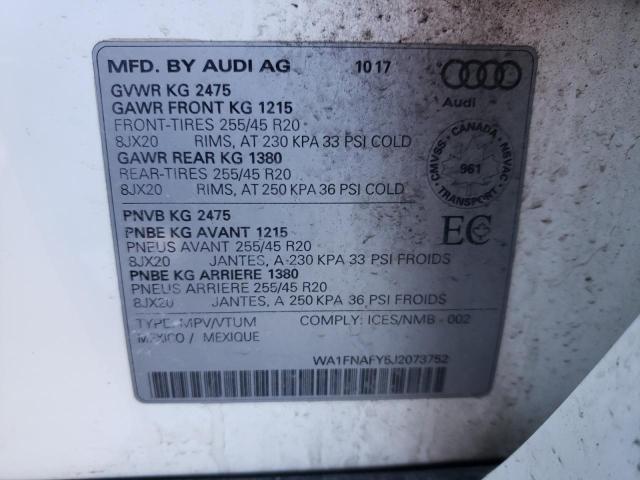 MFD. BY AUDI AG 10 17
GVWR KG 2475
GAWR FRONT KG 1215
FRONT-TIRES 255/45 R20
8JX20 RIMS, AT 230 KPA 33 PSI COLD
GAWR REAR KG 1380
REAR-TIRES 255/45 R20
8JX20 RIMS, AT 250 KPA 36 PSI COLD
Audi
CMVSS - CANADA - NSVAC
961
TRANSPORT
PNVB KG 2475
PNBE KG AVANT 1215
PNEUS AVANT 255/45 R20
8JX20 JANTES, A 230 KPA 33 PSI FROIDS
PNBE KG ARRIERE 1380
PNEUS ARRIERE 255/45 R20
8JX20 JANTES, A 250 KPA 36 PSI FROIDS
EC
TYPE: MPV/VTUM COMPLY: ICES/NMB - 002
MEXICO / MEXIQUE
WA1FNAFY6J2073752